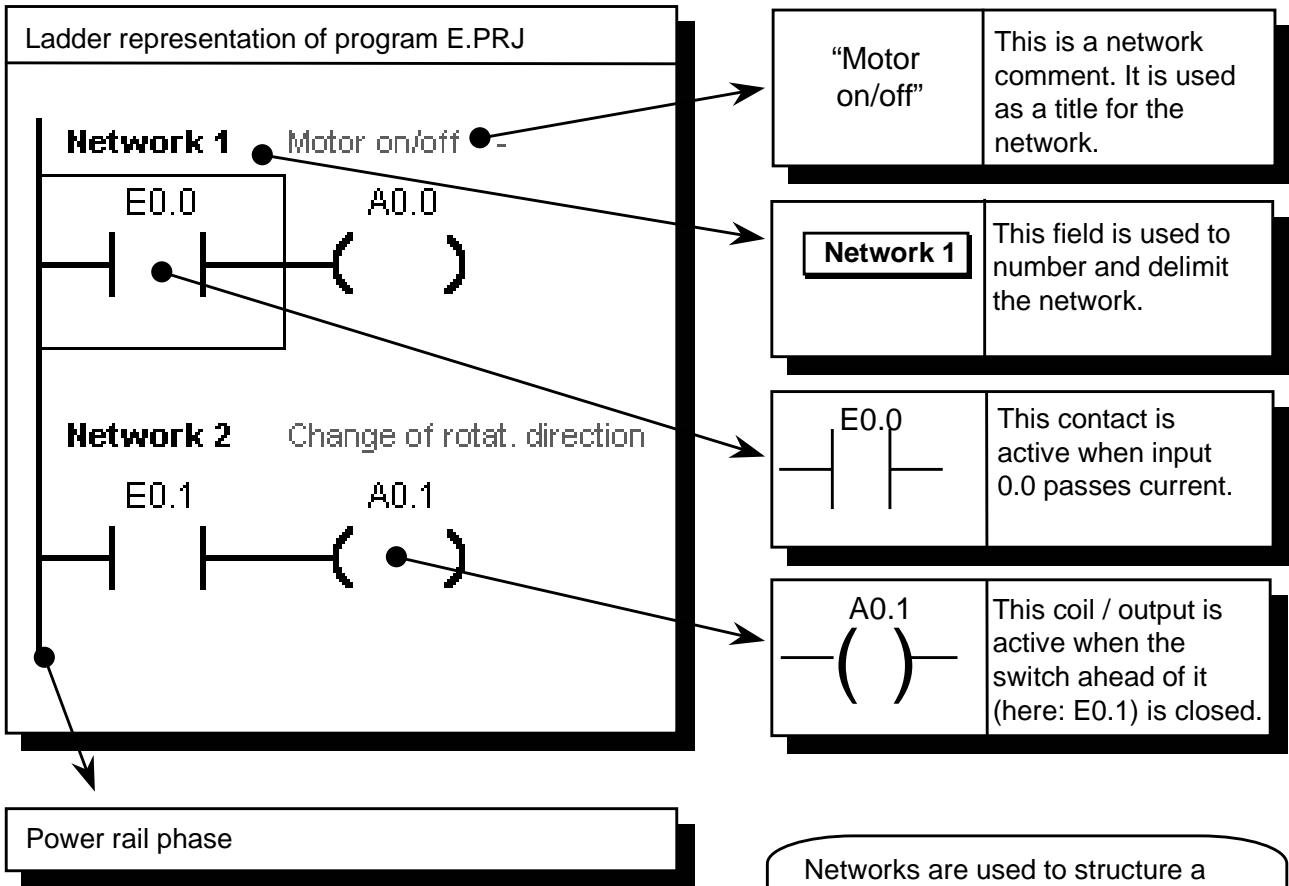 Ladder representation of program E.PRJ
Network 1 Motor on/off -
E0.0 A0.0
Network 2 Change of rotat. direction
E0.1 A0.1
Power rail phase
“Motor
on/off”
This is a network
comment. It is used
as a title for the
network.
Network 1
This field is used to
number and delimit
the network.
E0.0
This contact is
active when input
0.0 passes current.
A0.1
This coil / output is
active when the
switch ahead of it
(here: E0.1) is closed.
Networks are used to structure a